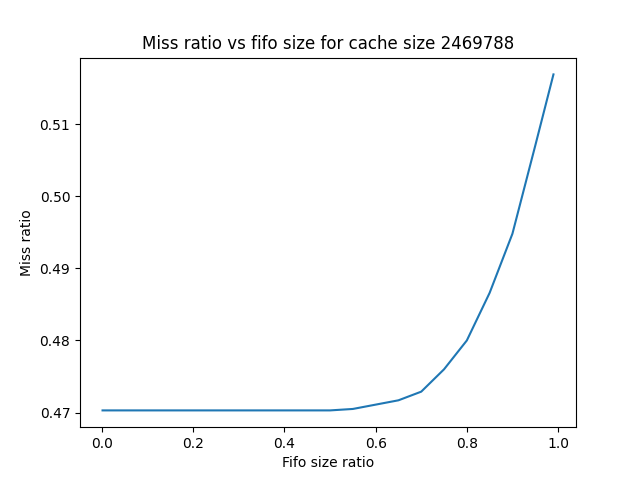 Miss ratio vs fifo size for cache size 2469788
0.51
0.50
0.49
0.48
0.47
Miss ratio
0.0 0.2 0.4 0.6 0.8 1.0
Fifo size ratio